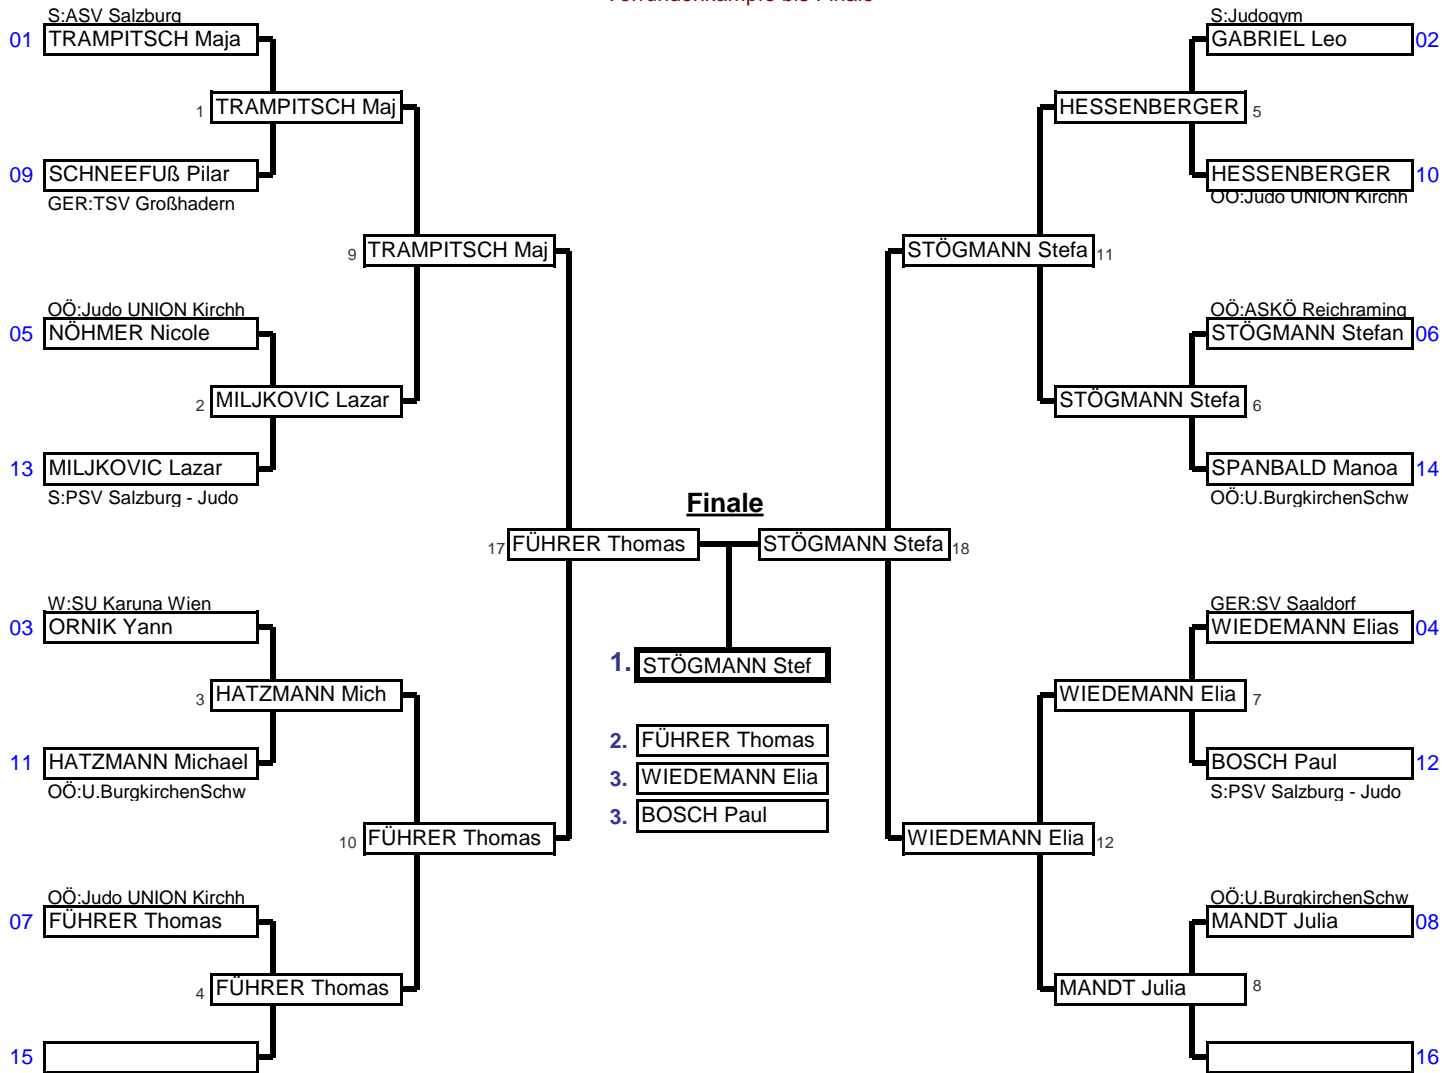 Vorrundenkämpfe bis Finale
S:ASV Salzburg
01 TRAMPITSCH Maja
1 TRAMPITSCH Maj
09 SCHNEEFUß Pilar
GER:TSV Großhadern
9 TRAMPITSCH Maj
OÖ:Judo UNION Kirchh
05 NÖHMER Nicole
2 MILJKOVIC Lazar
13 MILJKOVIC Lazar
S:PSV Salzburg - Judo
17 FÜHRER Thomas
W:SU Karuna Wien
03 ORNIK Yann
3 HATZMANN Mich
11 HATZMANN Michael
OÖ:U.BurgkirchenSchw
10 FÜHRER Thomas
OÖ:Judo UNION Kirchh
07 FÜHRER Thomas
4 FÜHRER Thomas
15
Finale
1. STÖGMANN Stef
2. FÜHRER Thomas
3. WIEDEMANN Elia
3. BOSCH Paul
S:Judogym
GABRIEL Leo 02
HESSENBERGER 5
HESSENBERGER 10
OÖ:Judo UNION Kirchh
STÖGMANN Stefa 11
OÖ:ASKÖ Reichraming
STÖGMANN Stefan 06
STÖGMANN Stefa 6
SPANBALD Manoa 14
OÖ:U.BurgkirchenSchw
STÖGMANN Stefa 18
GER:SV Saaldorf
WIEDEMANN Elias 04
WIEDEMANN Elia 7
BOSCH Paul 12
S:PSV Salzburg - Judo
WIEDEMANN Elia 12
OÖ:U.BurgkirchenSchw
MANDT Julia 08
MANDT Julia 8
16